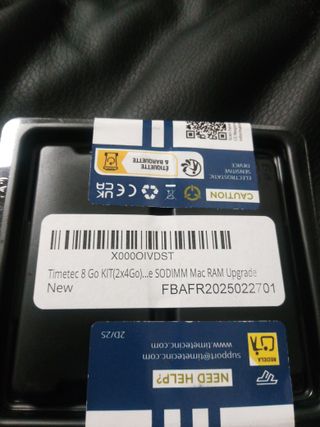 ÉTIQUETTE
& BARQUETTE
ELECTROSTATIC
SENSITIVE
DEVICE
CAUTION
X000OIVDST
Timetec 8 Go KIT(2x4Go)...e SODIMM Mac RAM Upgrade
New
FBAFR2025022701
2D/25
www.timetecinc.com
support@timetecinc.com
NEED HELP?